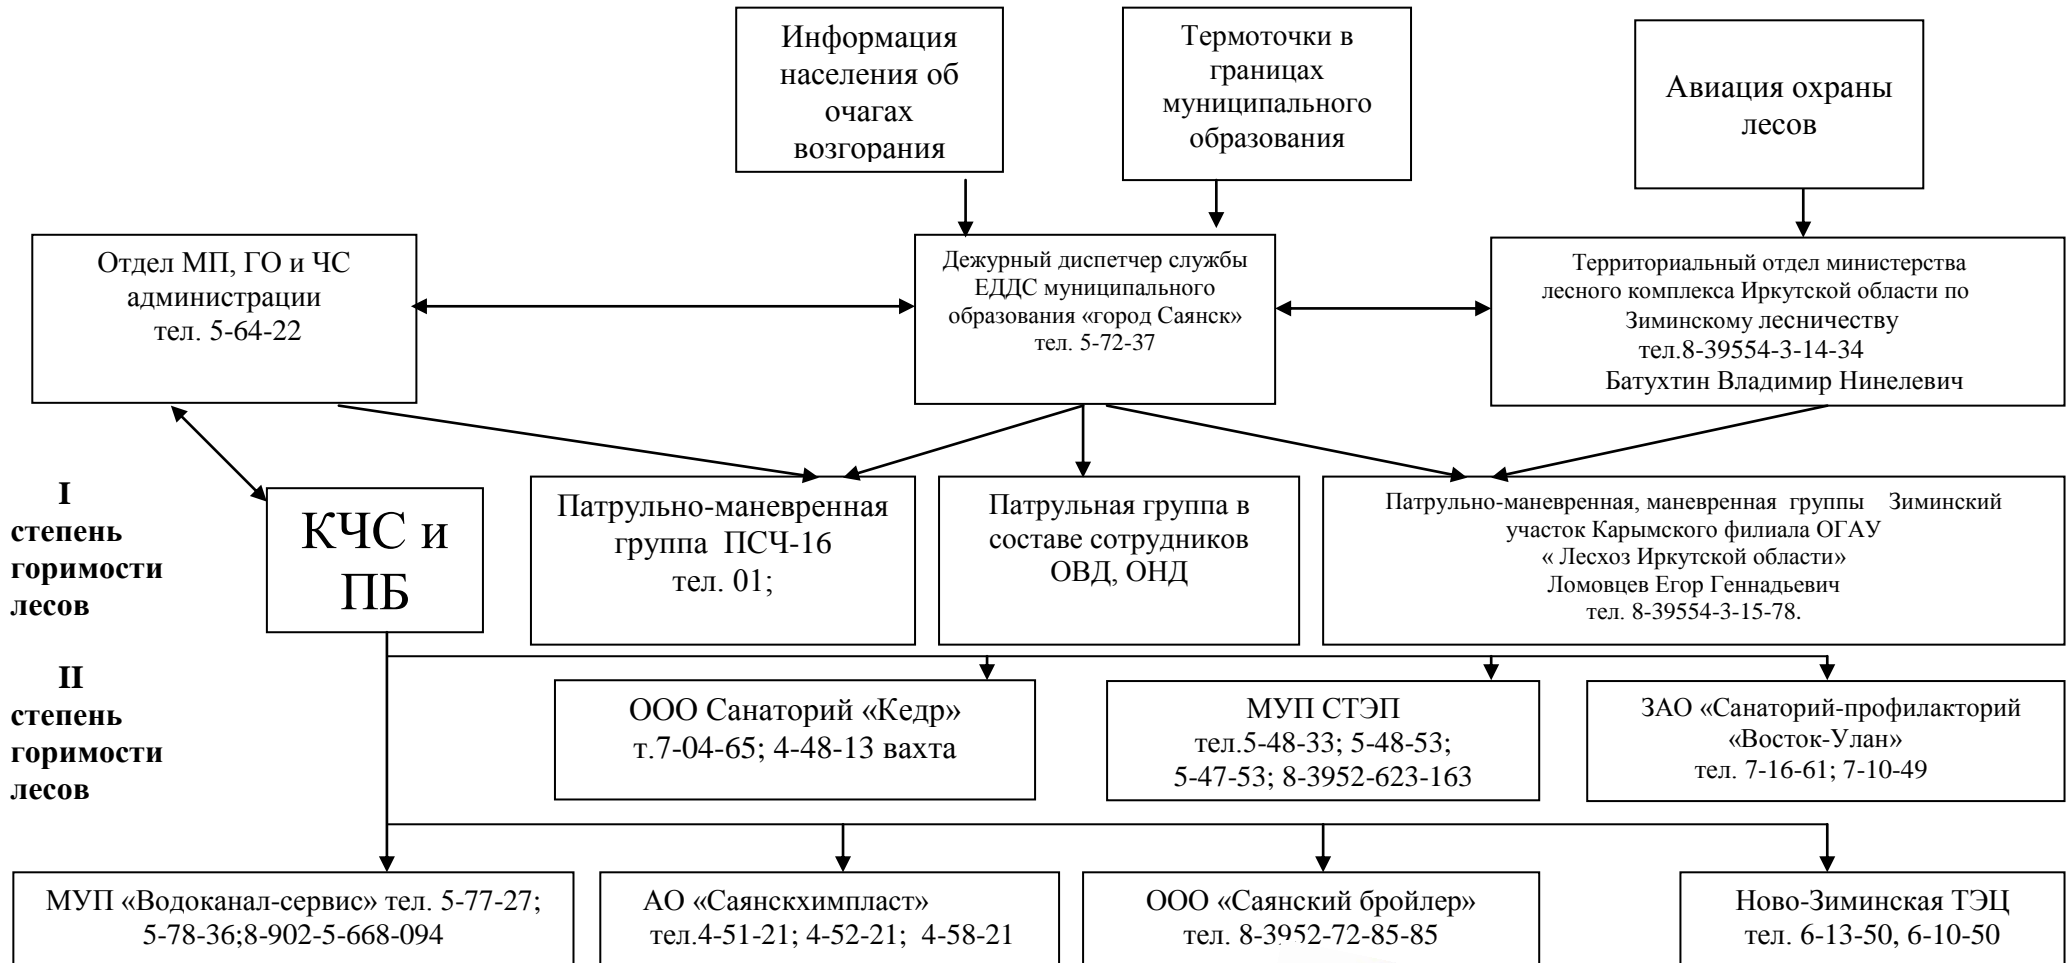 Информация
населения об
очагах
возгорания
Термоточки в
границах
муниципального
образования
Авиация охраны
лесов
Отдел МП, ГО и ЧС
администрации
тел. 5-64-22
Дежурный диспетчер службы
ЕДДС муниципального
образования «город Саянск»
тел. 5-72-37
Территориальный отдел министерства
лесного комплекса Иркутской области по
Зиминскому лесничеству
тел.8-39554-3-14-34
Батухтин Владимир Нинелевич
I
степень
горимости
лесов
КЧС и
ПБ
Патрульно-маневренная
группа ПСЧ-16
тел. 01;
Патрульная группа в
составе сотрудников
ОВД, ОНД
Патрульно-маневренная, маневренная группы Зиминский
участок Карымского филиала ОГАУ
« Лесхоз Иркутской области»
Ломовцев Егор Геннадьевич
тел. 8-39554-3-15-78.
II
степень
горимости
лесов
ООО Санаторий «Кедр»
т.7-04-65; 4-48-13 вахта
МУП СТЭП
тел.5-48-33; 5-48-53;
5-47-53; 8-3952-623-163
ЗАО «Санаторий-профилакторий
«Восток-Улан»
тел. 7-16-61; 7-10-49
МУП «Водоканал-сервис» тел. 5-77-27;
5-78-36;8-902-5-668-094
АО «Саянскхимпласт»
тел.4-51-21; 4-52-21; 4-58-21
ООО «Саянский бройлер»
тел. 8-3952-72-85-85
Ново-Зиминская ТЭЦ
тел. 6-13-50, 6-10-50